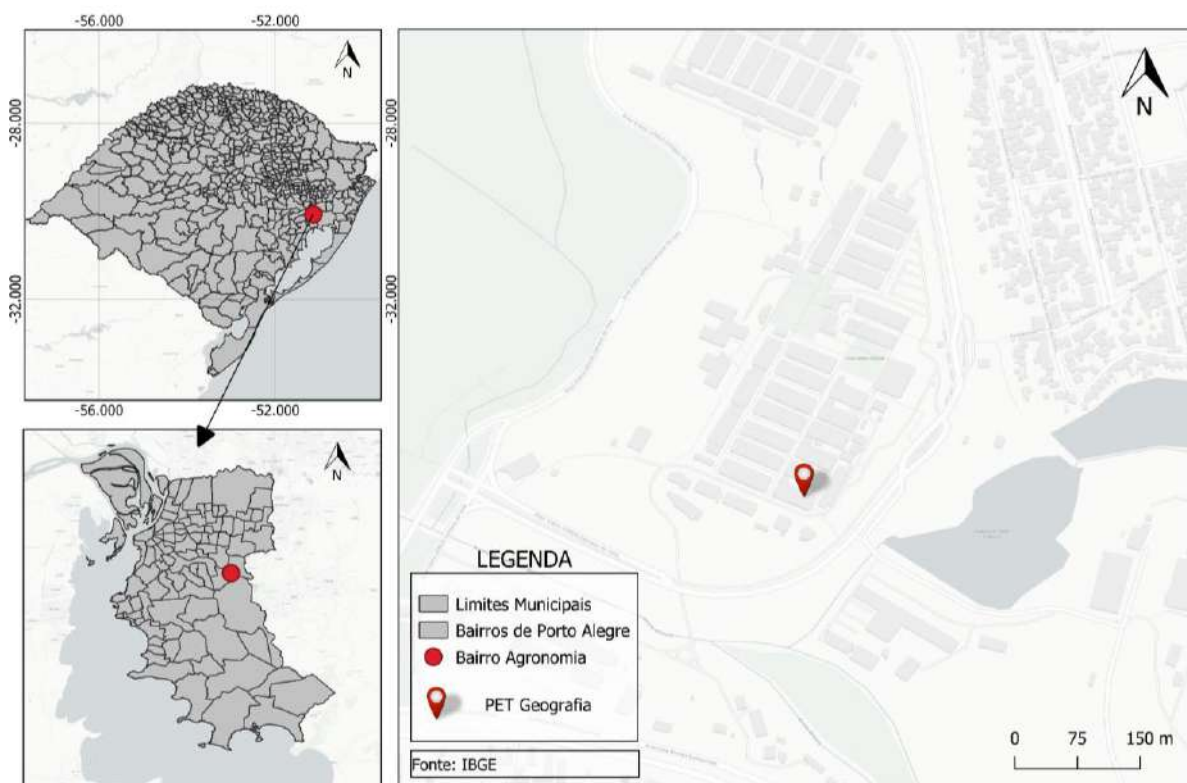 -56.000
-52.000
N
-28.000
-28.000
-32.000
-32.000
-56.000
-52.000
N
N
LEGENDA
Limites Municipais
Bairros de Porto Alegre
Bairro Agronomia
PET Geografia
Fonte: IBGE
0 75 150 m